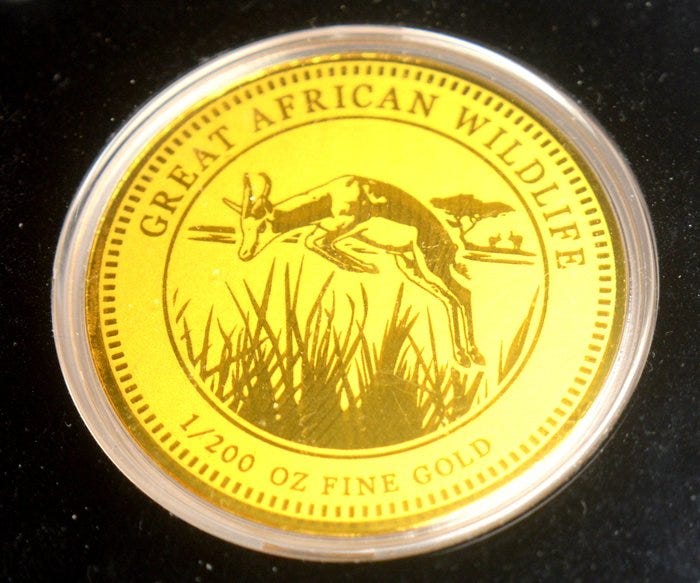 GREAT AFRICAN WILDLIFE
1/200 OZ FINE GOLD